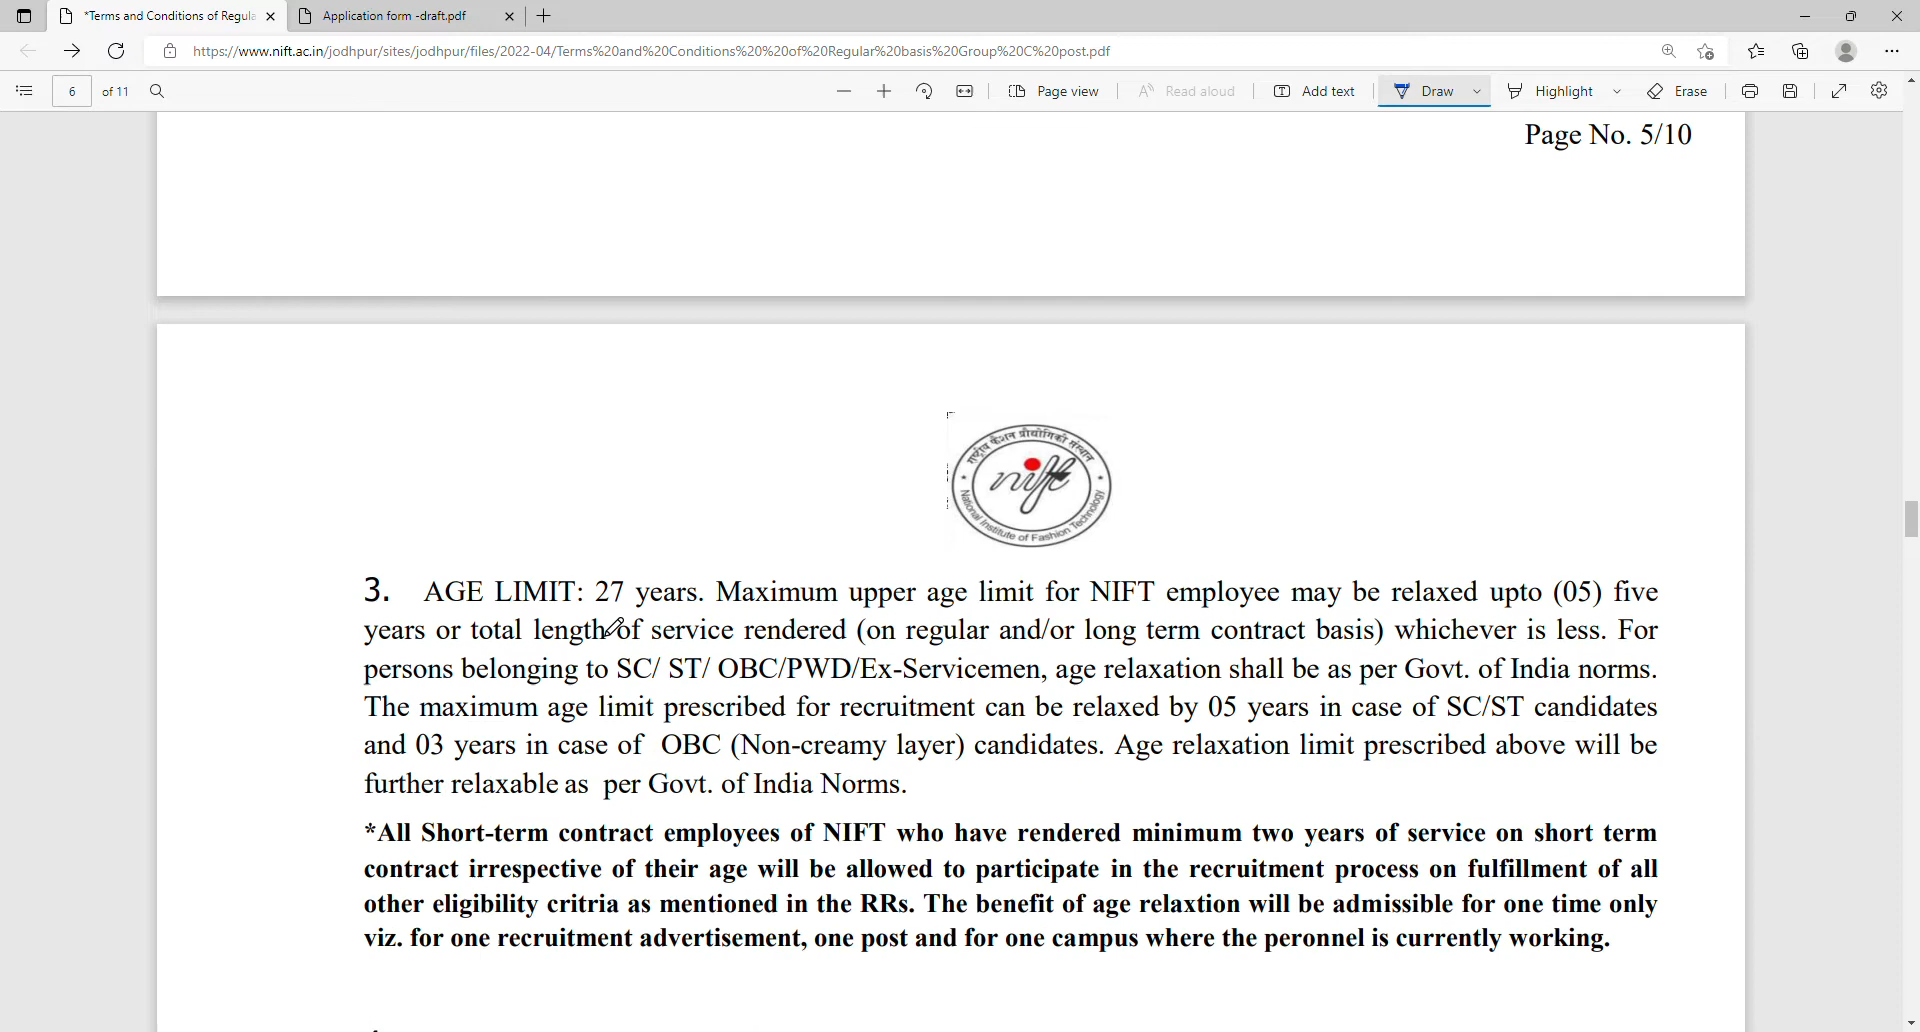 *Terms and Conditions of Regula
Application form -draft.pdf
https://www.nift.ac.in/jodhpur/sites/jodhpur/files/2022-04/Terms%20and%20Conditions%20%20of%20Regular%20basis%20Group%20C%20post.pdf
6 of 11 Page view Read aloud Add text Draw Highlight Erase
Page No. 5/10
राष्ट्रीय फैशन प्रौद्योगिकी संस्थान
nift
National Institute of Fashion Technology
3. AGE LIMIT: 27 years. Maximum upper age limit for NIFT employee may be relaxed upto (05) five
years or total length of service rendered (on regular and/or long term contract basis) whichever is less. For
persons belonging to SC/ ST/ OBC/PWD/Ex-Servicemen, age relaxation shall be as per Govt. of India norms.
The maximum age limit prescribed for recruitment can be relaxed by 05 years in case of SC/ST candidates
and 03 years in case of OBC (Non-creamy layer) candidates. Age relaxation limit prescribed above will be
further relaxable as per Govt. of India Norms.
*All Short-term contract employees of NIFT who have rendered minimum two years of service on short term
contract irrespective of their age will be allowed to participate in the recruitment process on fulfillment of all
other eligibility critria as mentioned in the RRs. The benefit of age relaxtion will be admissible for one time only
viz. for one recruitment advertisement, one post and for one campus where the peronnel is currently working.